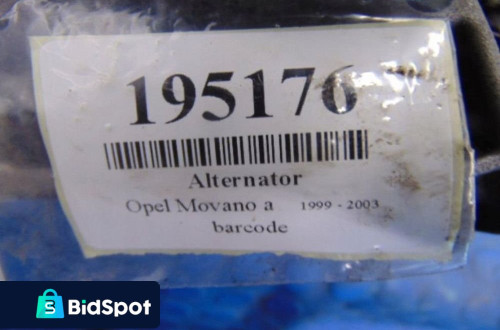 195176
Alternator
Opel Movano a 1999 - 2003
barcode
BidSpot